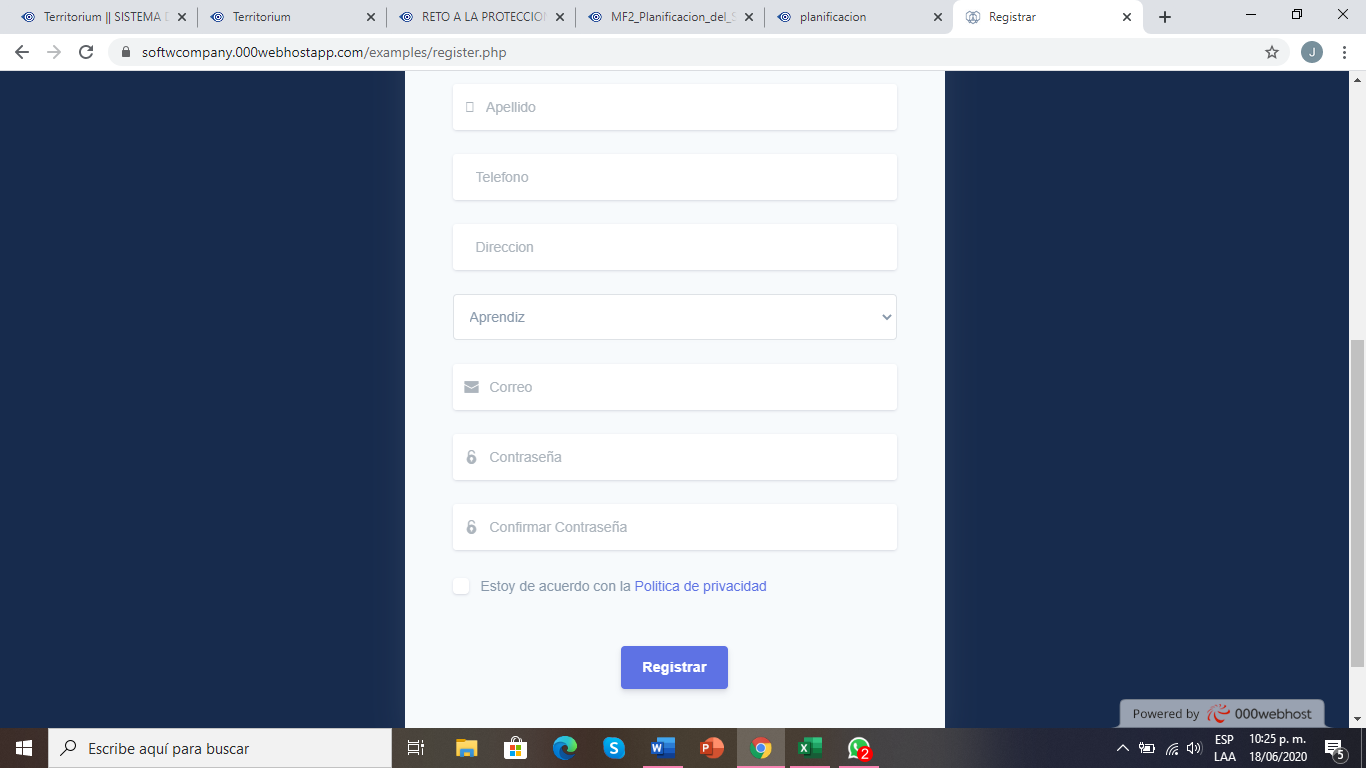 Territorium || SISTEMA D
Territorium
RETO A LA PROTECCION
MF2_Planificacion_del_S
planificacion
Registrar
softwcompany.000webhostapp.com/examples/register.php
J
Apellido
Telefono
Direccion
Aprendiz
Correo
Contraseña
Confirmar Contraseña
Estoy de acuerdo con la Politica de privacidad
Registrar
Powered by 000webhost
Escribe aquí para buscar
2
ESP
LAA
10:25 p. m.
18/06/2020
5